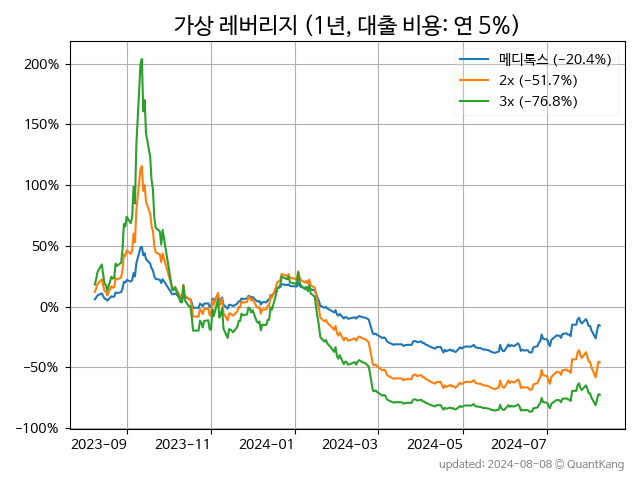 가상 레버리지 (1년, 대출 비용: 연 5%)
메디톡스 (-20.4%)
2x (-51.7%)
3x (-76.8%)
200%
150%
100%
50%
0%
-50%
-100%
2023-09 2023-11 2024-01 2024-03 2024-05 2024-07
updated: 2024-08-08 © QuantKang